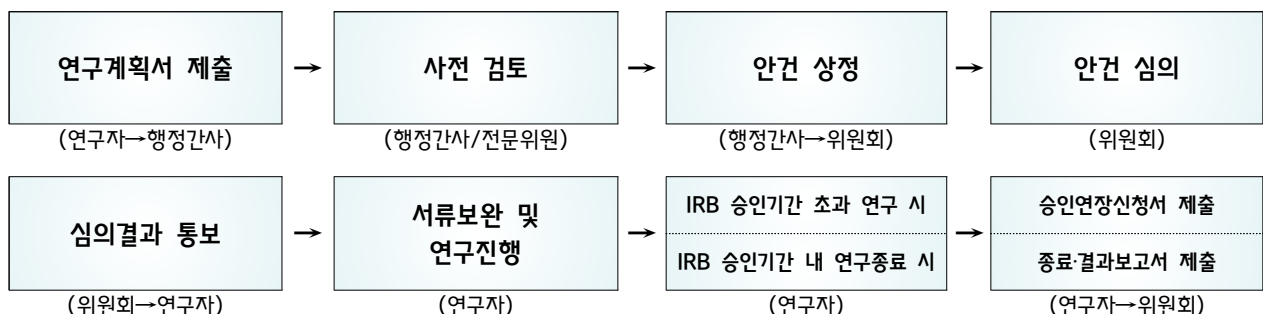 연구계획서 제출 → 사전 검토 → 안건 상정 → 안건 심의
(연구자→행정간사) (행정간사/전문위원) (행정간사→위원회) (위원회)
심의결과 통보 → 서류보완 및 연구진행 → IRB 승인기간 초과 연구 시 → 승인연장신청서 제출
IRB 승인기간 내 연구종료 시 종료·결과보고서 제출
(위원회→연구자) (연구자) (연구자) (연구자→위원회)